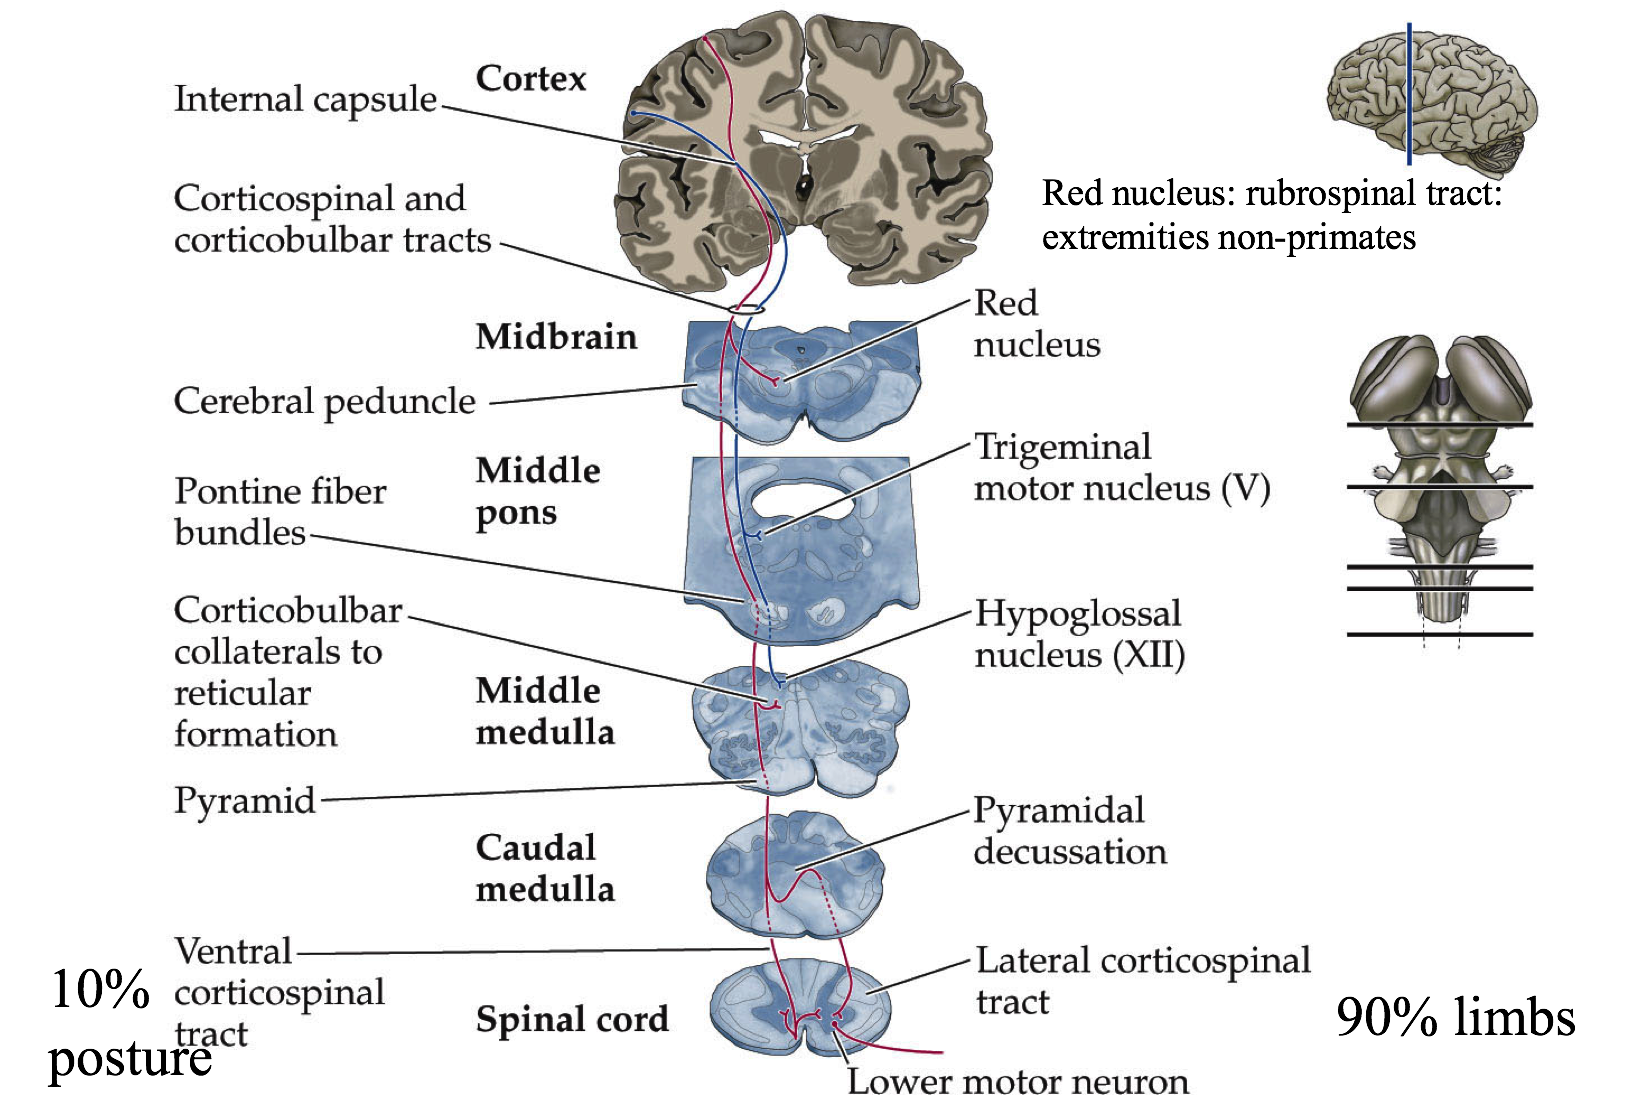 Cortex
Internal capsule
Corticospinal and
corticobulbar tracts
Red nucleus: rubrospinal tract:
extremities non-primates
Red
nucleus
Midbrain
Cerebral peduncle
Trigeminal
motor nucleus (V)
Middle
pons
Pontine fiber
bundles
Corticobulbar
collaterals to
reticular
formation
Hypoglossal
nucleus (XII)
Middle
medulla
Pyramid
Pyramidal
decussation
Caudal
medulla
Ventral
corticospinal
tract
10%
posture
Lateral corticospinal
tract
90% limbs
Spinal cord
Lower motor neuron